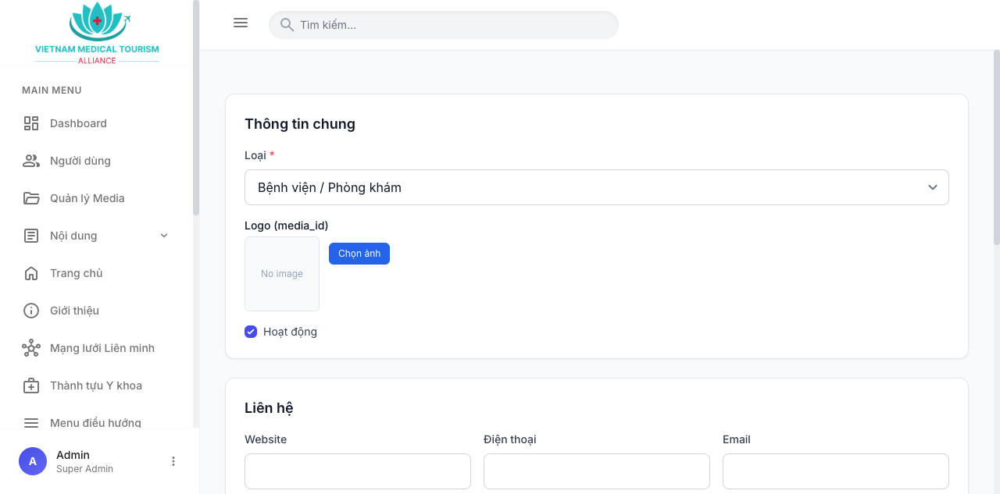 VIETNAM MEDICAL TOURISM
ALLIANCE
MAIN MENU
Dashboard
Người dùng
Quản lý Media
Nội dung
Trang chủ
Giới thiệu
Mạng lưới Liên minh
Thành tựu Y khoa
Menu điều hướng
A
Admin
Super Admin
Tìm kiếm...
Thông tin chung
Loại *
Bệnh viện / Phòng khám
Logo (media_id)
No image
Chọn ảnh
Hoạt động
Liên hệ
Website
Điện thoại
Email